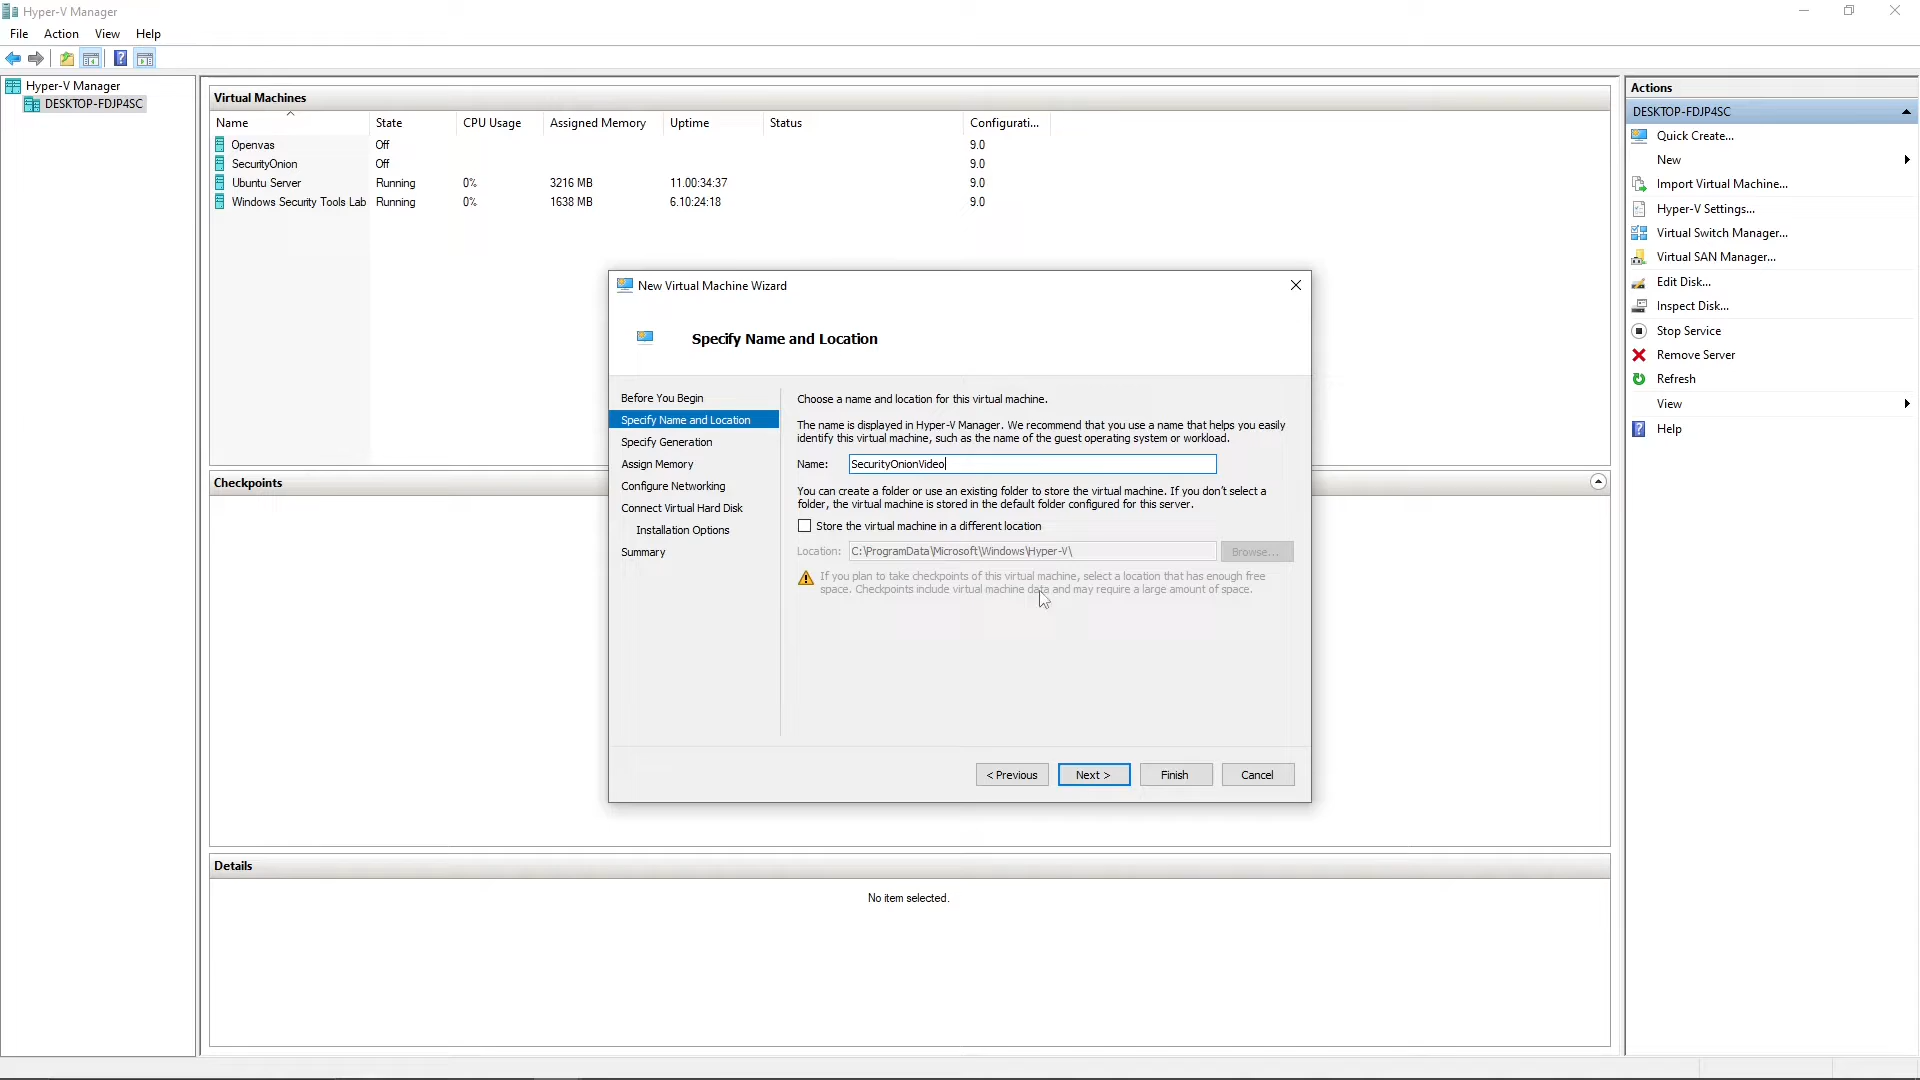 Hyper-V Manager
File Action View Help
Hyper-V Manager
DESKTOP-FDJP4SC
Virtual Machines
Name State CPU Usage Assigned Memory Uptime Status Configurati...
Openvas Off 9.0
SecurityOnion Off 9.0
Ubuntu Server Running 0% 3216 MB 11.00:34:37 9.0
Windows Security Tools Lab Running 0% 1638 MB 6.10:24:18 9.0
Checkpoints
Details
No item selected.
New Virtual Machine Wizard
Specify Name and Location
Before You Begin
Specify Name and Location
Specify Generation
Assign Memory
Configure Networking
Connect Virtual Hard Disk
Installation Options
Summary
Choose a name and location for this virtual machine.
The name is displayed in Hyper-V Manager. We recommend that you use a name that helps you easily
identify this virtual machine, such as the name of the guest operating system or workload.
Name: SecurityOnionVideo
You can create a folder or use an existing folder to store the virtual machine. If you don't select a
folder, the virtual machine is stored in the default folder configured for this server.
Store the virtual machine in a different location
Location: C:\ProgramData\Microsoft\Windows\Hyper-V\ Browse...
If you plan to take checkpoints of this virtual machine, select a location that has enough free
space. Checkpoints include virtual machine data and may require a large amount of space.
< Previous Next > Finish Cancel
Actions
DESKTOP-FDJP4SC
Quick Create...
New
Import Virtual Machine...
Hyper-V Settings...
Virtual Switch Manager...
Virtual SAN Manager...
Edit Disk...
Inspect Disk...
Stop Service
Remove Server
Refresh
View
Help